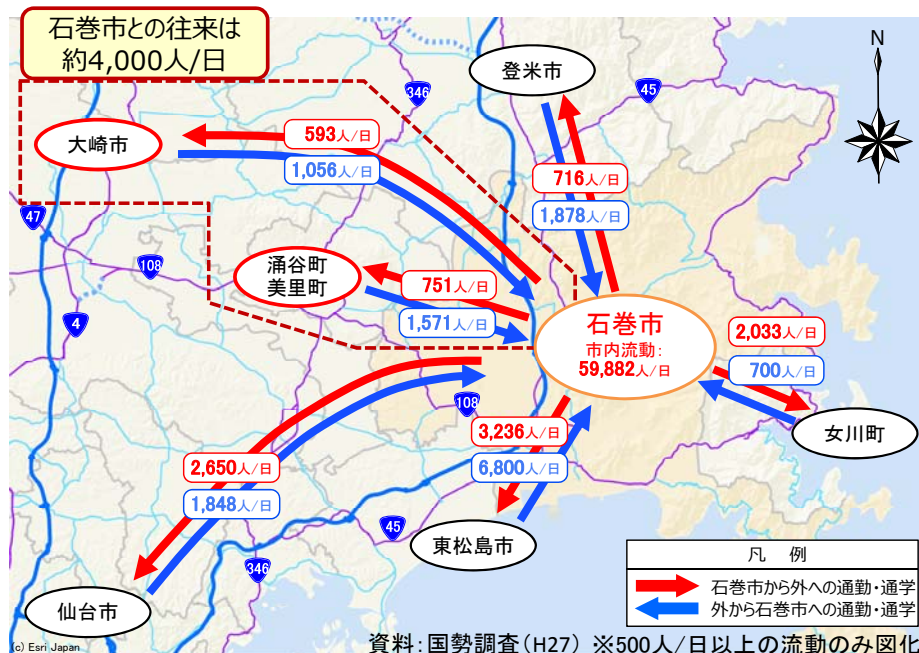 石巻市との往来は
約4,000人/日
N
登米市
346
45
大崎市
593人/日
1,056人/日
716人/日
1,878人/日
47
108
涌谷町
美里町
751人/日
1,571人/日
4
石巻市
市内流動:
59,882人/日
2,033人/日
700人/日
女川町
108
3,236人/日
6,800人/日
2,650人/日
1,848人/日
45
東松島市
346
仙台市
凡 例
石巻市から外への通勤・通学
外から石巻市への通勤・通学
(c) Esri Japan
資料:国勢調査(H27) ※500人/日以上の流動のみ図化